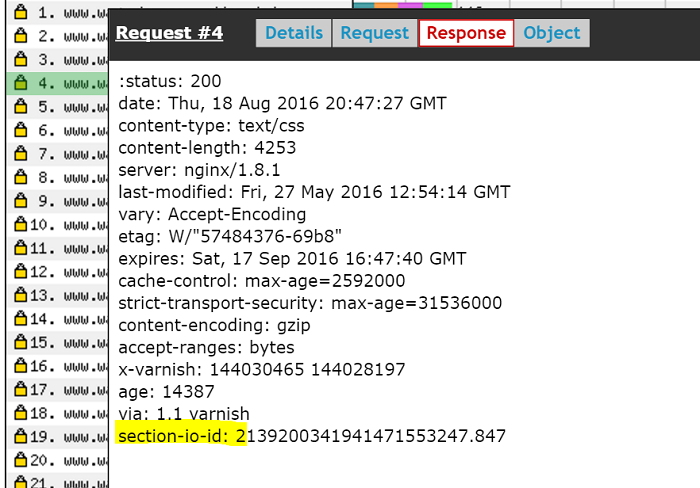 1. www.w
2. www.w
3. www.w
4. www.w
5. www.w
6. www.w
7. www.w
8. www.w
9. www.w
10. www.w
11. www.w
12. www.w
13. www.w
14. www.w
15. www.w
16. www.w
17. www.w
18. www.w
19. www.w
20. www.w
21. www.w
Request #4
Details
Request
Response
Object
:status: 200
date: Thu, 18 Aug 2016 20:47:27 GMT
content-type: text/css
content-length: 4253
server: nginx/1.8.1
last-modified: Fri, 27 May 2016 12:54:14 GMT
vary: Accept-Encoding
etag: W/"57484376-69b8"
expires: Sat, 17 Sep 2016 16:47:40 GMT
cache-control: max-age=2592000
strict-transport-security: max-age=31536000
content-encoding: gzip
accept-ranges: bytes
x-varnish: 144030465 144028197
age: 14387
via: 1.1 varnish
section-io-id: 2139200341941471553247.847